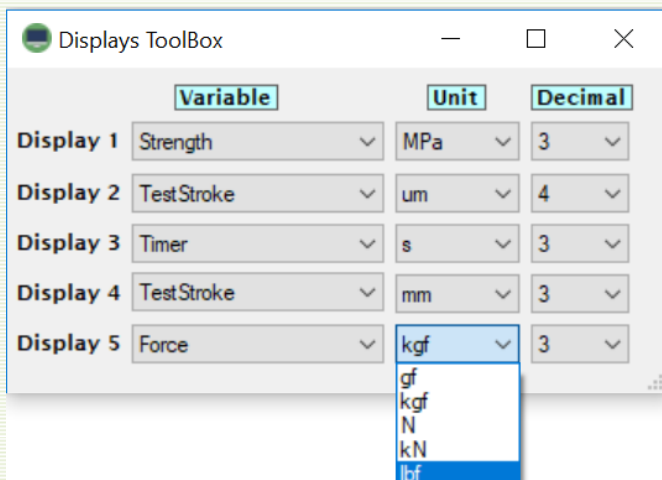 Displays ToolBox
Variable Unit Decimal
Display 1 Strength MPa 3
Display 2 TestStroke um 4
Display 3 Timer s 3
Display 4 TestStroke mm 3
Display 5 Force kgf 3
gf
kgf
N
kN
lbf